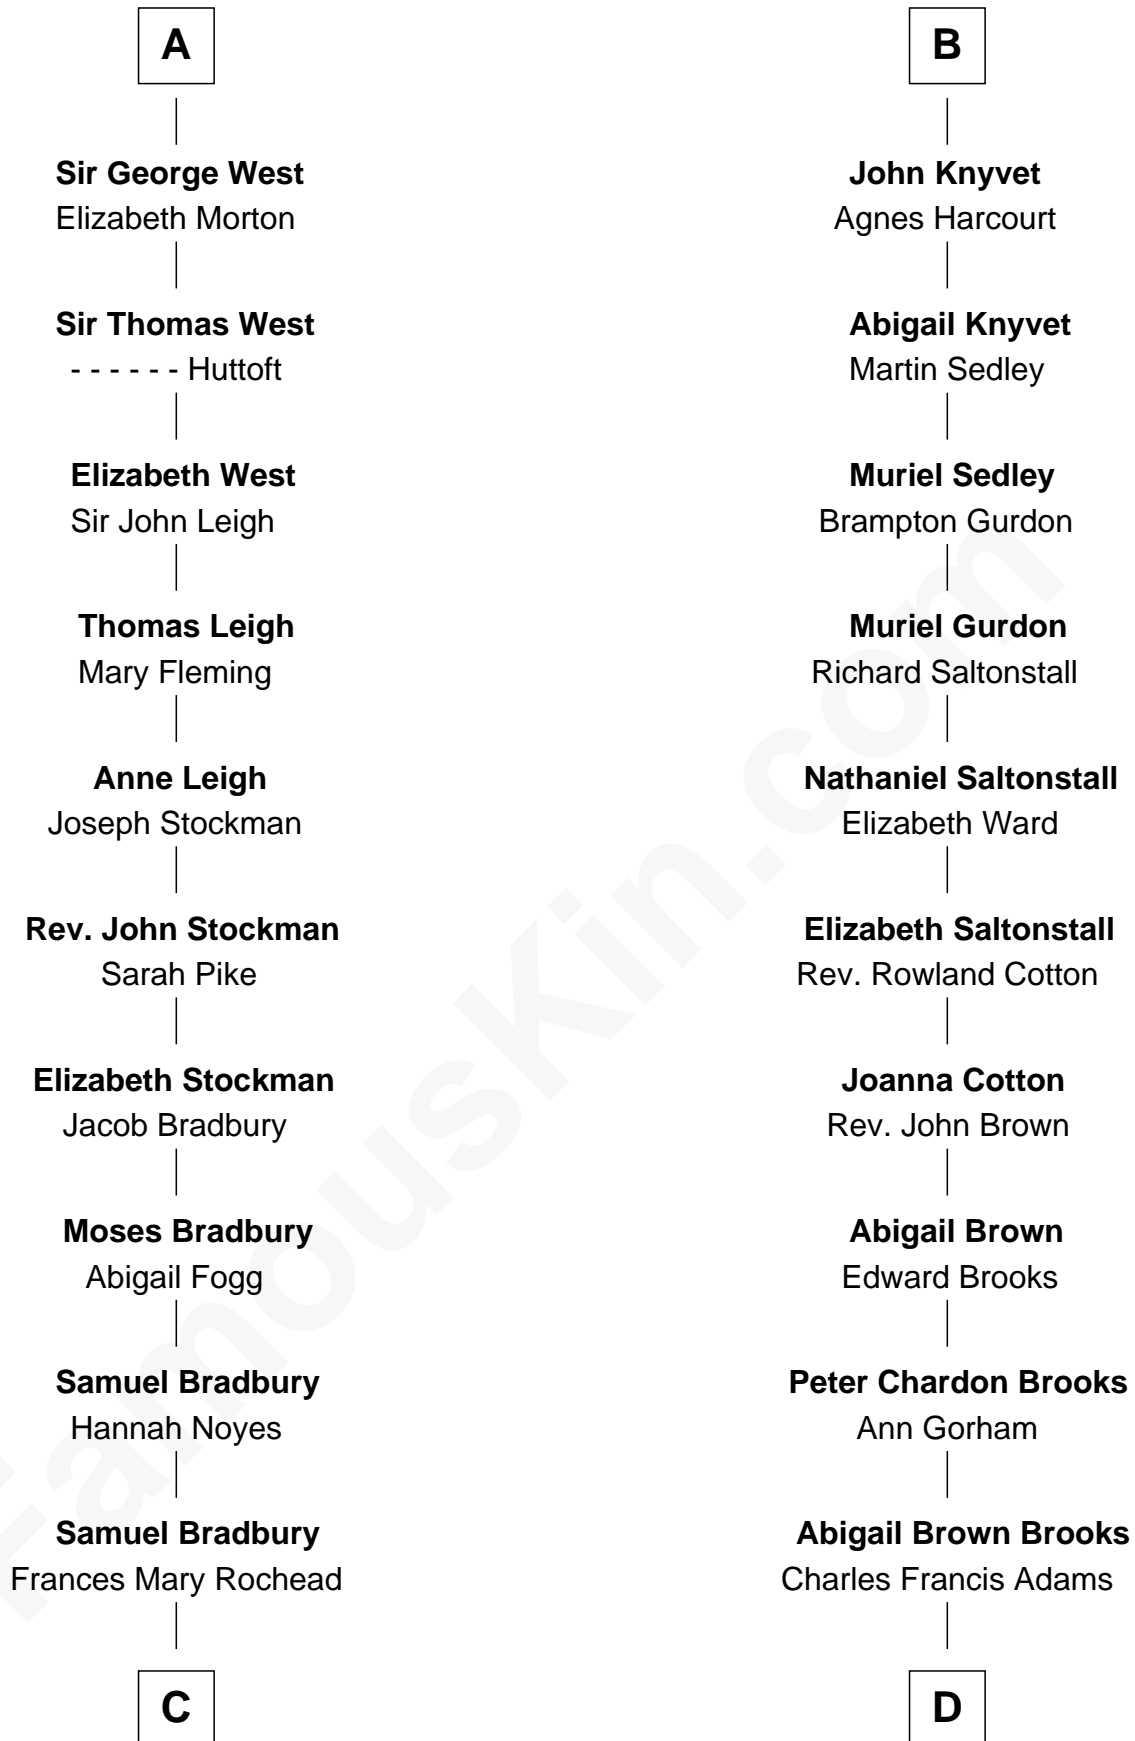 A
Sir George West
Elizabeth Morton
Sir Thomas West
- - - - - - Huttoft
Elizabeth West
Sir John Leigh
Thomas Leigh
Mary Fleming
Anne Leigh
Joseph Stockman
Rev. John Stockman
Sarah Pike
Elizabeth Stockman
Jacob Bradbury
Moses Bradbury
Abigail Fogg
Samuel Bradbury
Hannah Noyes
Samuel Bradbury
Frances Mary Rochead
C
B
John Knyvet
Agnes Harcourt
Abigail Knyvet
Martin Sedley
Muriel Sedley
Brampton Gurdon
Muriel Gurdon
Richard Saltonstall
Nathaniel Saltonstall
Elizabeth Ward
Elizabeth Saltonstall
Rev. Rowland Cotton
Joanna Cotton
Rev. John Brown
Abigail Brown
Edward Brooks
Peter Chardon Brooks
Ann Gorham
Abigail Brown Brooks
Charles Francis Adams
D
FamousKin.com